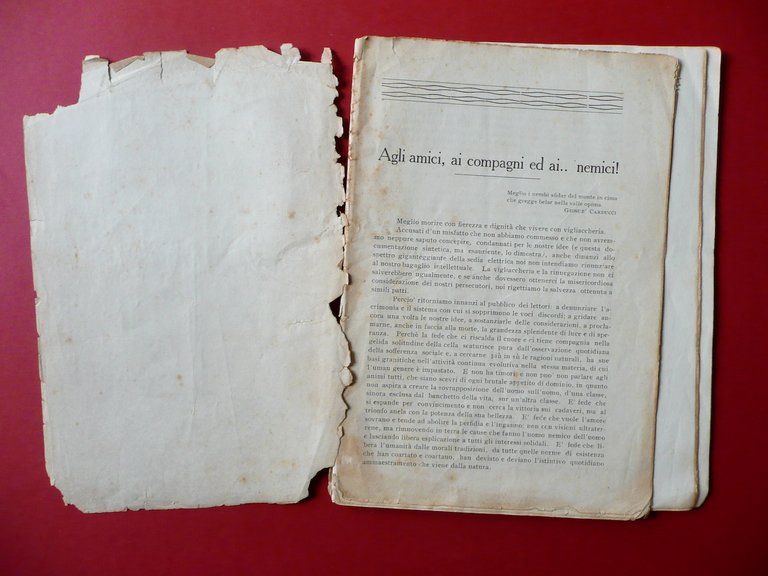 Agli amici, ai compagni ed ai.. nemici!
Meglio i nembi sfidar del monte in cima
che gregge belar nella valle opima.
Giosue' Carducci
Meglio morire con fierezza e dignità che vivere con vigliaccheria.
Accusati d'un misfatto che non abbiamo commesso e che non avrem-
mo neppure saputo concepire, condannati per le nostre idee (e questa do-
cumentazione sintetica, ma esauriente, lo dimostra), anche dinanzi allo
spettro giganteggiante della sedia elettrica noi non intendiamo rinunz'are
al nostro bagaglio intellettuale. La vigliaccheria e la rinnegazione non ci
salverebbero ugualmente, e se anche dovessero ottenerci la misericordiosa
considerazione dei nostri persecutori, noi rigettiamo la salvezza ottenuta a
simili patti.
Percio' ritorniamo innanzi al pubblico dei lettori: a denunziare l'a-
crimonia e il sistema con cui si sopprimono le voci discordi; a gridare an-
cora una volta le nostre idee, a sostanziarle delle considerazioni, a procla-
marne, anche in faccia alla morte, la grandezza splendente di luce e di spe-
ranza. Perchè la fede che ci riscalda il cuore e ci tiene compagnia nella
gelida solitudine della cella scaturisce pura dall'osservazione quotidiana
della sofferenza sociale e, a cercarne più in sù le ragioni naturali, ha sue
basi granitiche nell'attività continua evolutiva nella stessa materia, di cui
l'uman genere è impastato. E non ha timori e non puo' non parlare agli
animi tutti, che siano scevri di ogni brutale appetito di dominio, in quanto
non aspira a creare la sovrapposizione dell'uomo sull'uomo, d'una classe,
sinora esclusa dal banchetto della vita, sur un'altra classe. E' fede che
si espande per convincimento e non cerca la vittoria sui cadaveri, ma al
trionfo anela con la potenza della sua bellezza. E' fede che vuole l'amore
sovrano e tende ad abolire la perfidia e l'inganno; non con visioni ultrater-
rene, ma rimuovendo in terra le cause che fanno l'uomo nemico dell'uomo
e lasciando libera esplicazione a tutti gli interessi solidali. E' fede che li-
bera l'umanità dalle morali tradizioni, da tutte quelle norme di esistenza
che han coartato e coartano, han deviato e deviano l'istintivo quotidiano
ammaestramento che viene dalla natura.